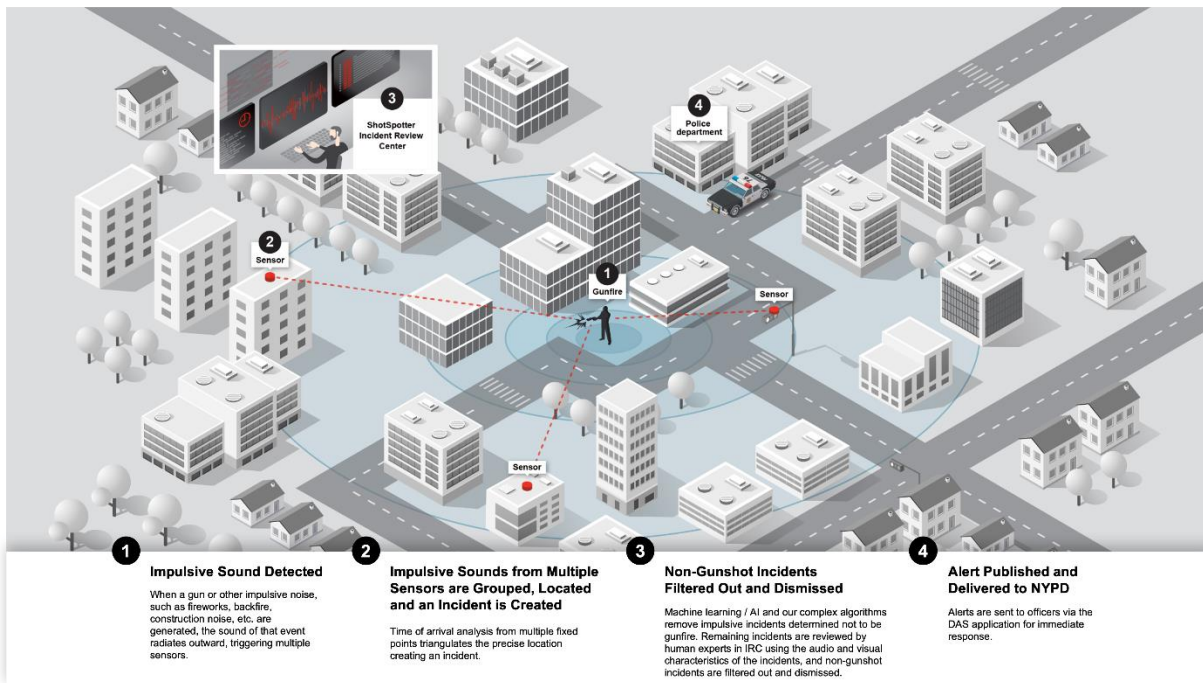 3
ShotSpotter
Incident Review
Center
4
Police
department
2
Sensor
1
Gunfire
Sensor
Sensor
1
Impulsive Sound Detected
When a gun or other impulsive noise,
such as fireworks, backfire,
construction noise, etc. are
generated, the sound of that event
radiates outward, triggering multiple
sensors.
2
Impulsive Sounds from Multiple
Sensors are Grouped, Located
and an Incident is Created
Time of arrival analysis from multiple fixed
points triangulates the precise location
creating an incident.
3
Non-Gunshot Incidents
Filtered Out and Dismissed
Machine learning / AI and our complex algorithms
remove impulsive incidents determined not to be
gunfire. Remaining incidents are reviewed by
human experts in IRC using the audio and visual
characteristics of the incidents, and non-gunshot
incidents are filtered out and dismissed.
4
Alert Published and
Delivered to NYPD
Alerts are sent to officers via the
DAS application for immediate
response.